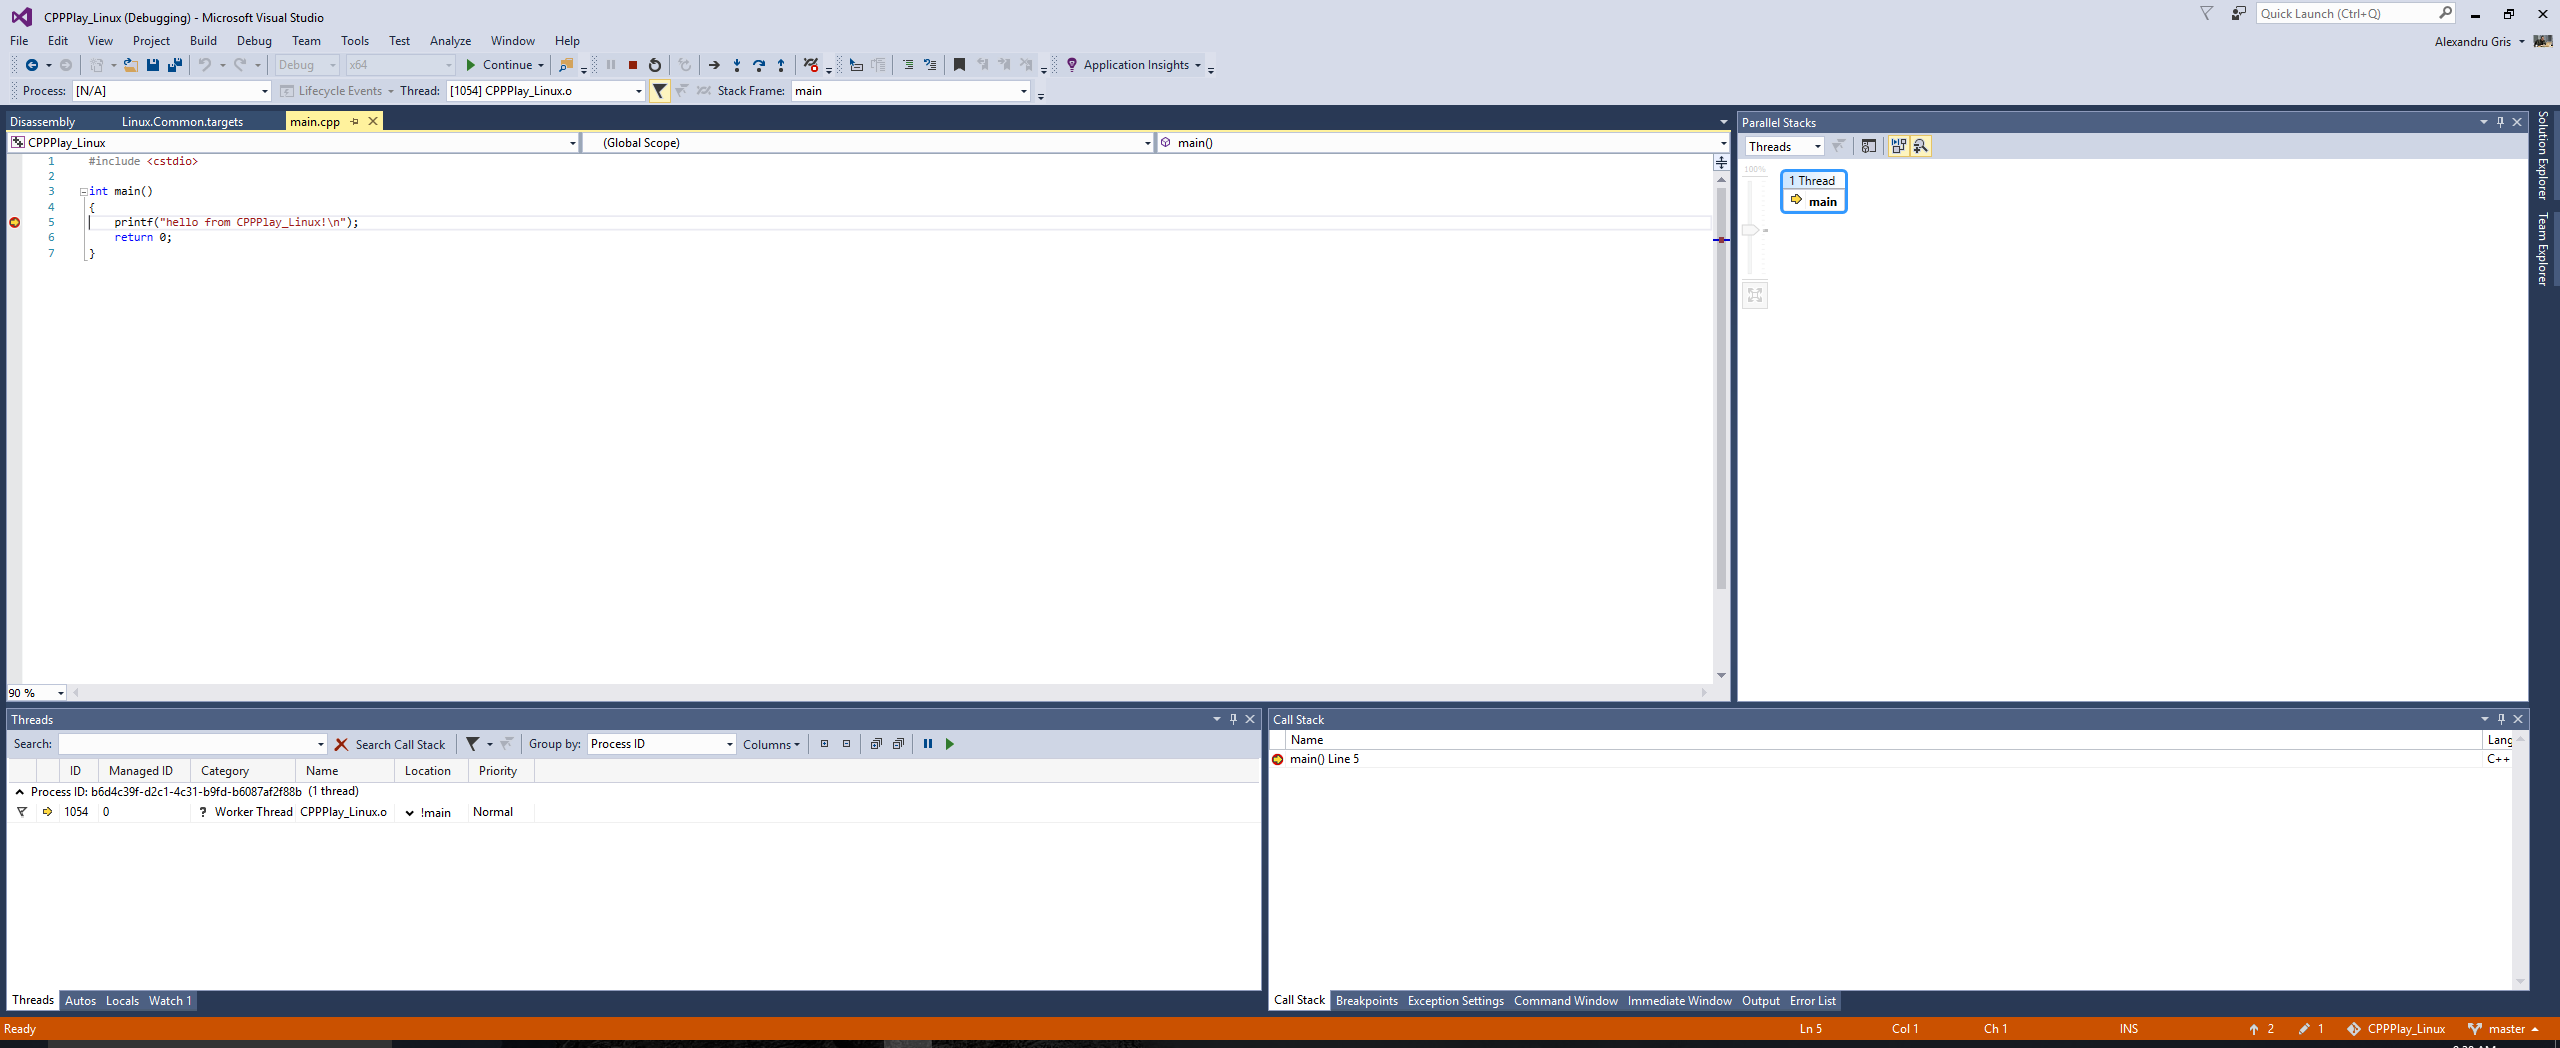 CPPPlay_Linux (Debugging) - Microsoft Visual Studio
Quick Launch (Ctrl+Q)
File Edit View Project Build Debug Team Tools Test Analyze Window Help
Alexandru Gris
Debug x64 Continue Application Insights
Process: [N/A] Lifecycle Events Thread: [1054] CPPPlay_Linux.o Stack Frame: main
Disassembly Linux.Common.targets main.cpp
CPPPlay_Linux (Global Scope) main()
1 #include <cstdio>
2
3 int main()
4 {
5 printf("hello from CPPPlay_Linux!\n");
6 return 0;
7 }
90 %
Parallel Stacks
Threads
100%
1 Thread
main
Solution Explorer
Team Explorer
Threads
Search: Search Call Stack Group by: Process ID Columns
ID Managed ID Category Name Location Priority
Process ID: b6d4c39f-d2c1-4c31-b9fd-b6087af2f88b (1 thread)
1054 0 ? Worker Thread CPPPlay_Linux.o !main Normal
Threads Autos Locals Watch 1
Call Stack
Name Lang
main() Line 5 C++
Call Stack Breakpoints Exception Settings Command Window Immediate Window Output Error List
Ready Ln 5 Col 1 Ch 1 INS 2 1 CPPPlay_Linux master